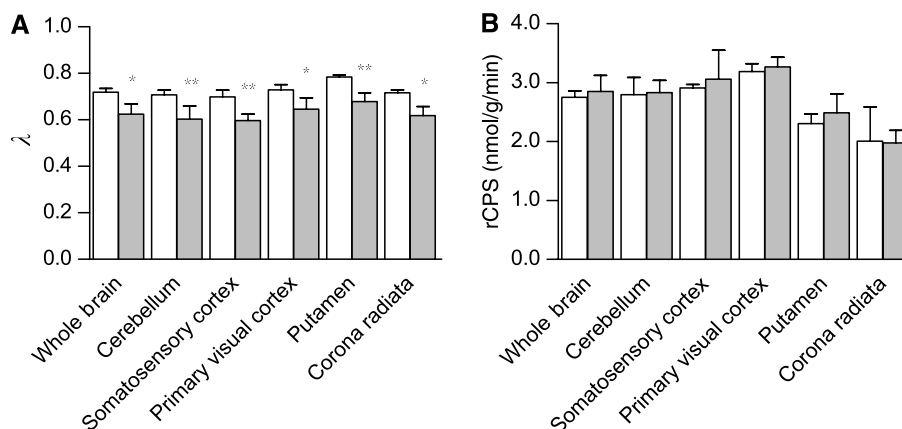 A
1.0
0.8
0.6
0.4
0.2
0.0
λ
*
**
**
*
**
*
Whole brain
Cerebellum
Somatosensory cortex
Primary visual cortex
Putamen
Corona radiata
B
4.0
3.0
2.0
1.0
0.0
rCPS (nmol/g/min)
Whole brain
Cerebellum
Somatosensory cortex
Primary visual cortex
Putamen
Corona radiata